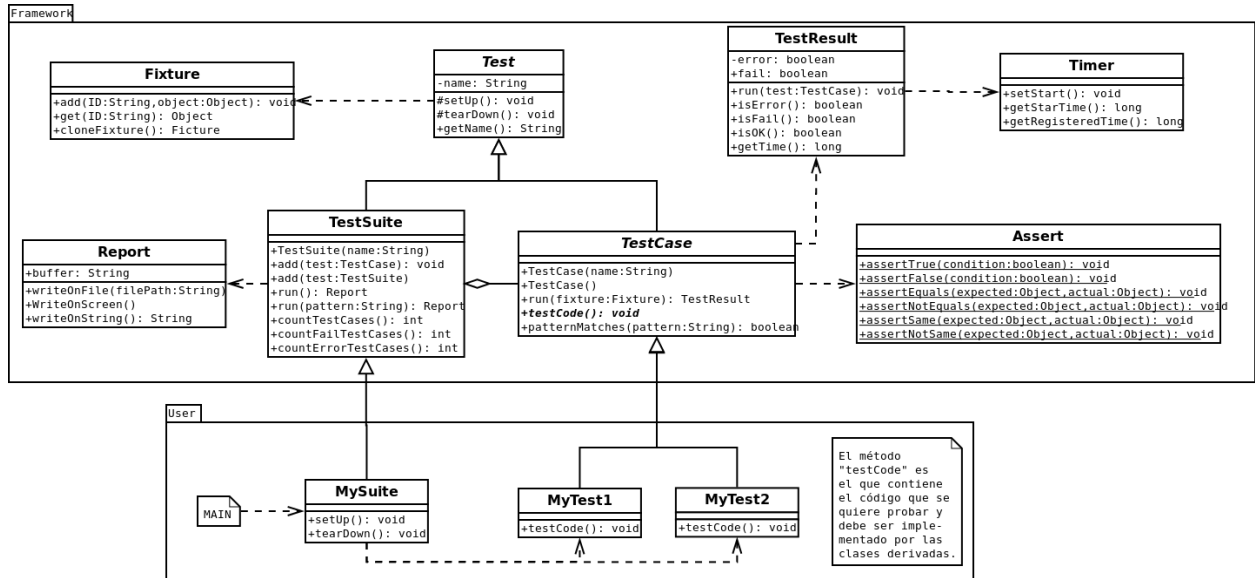 Framework
Fixture
+add(ID:String,object:Object): void
+get(ID:String): Object
+cloneFixture(): Ficture
Test
-name: String
#setUp(): void
#tearDown(): void
+getName(): String
TestResult
-error: boolean
+fail: boolean
+run(test:TestCase): void
+isError(): boolean
+isFail(): boolean
+isOK(): boolean
+getTime(): long
Timer
+setStart(): void
+getStarTime(): long
+getRegisteredTime(): long
Report
+buffer: String
+writeOnFile(filePath:String)
+WriteOnScreen()
+writeOnString(): String
TestSuite
+TestSuite(name:String)
+add(test:TestCase): void
+add(test:TestSuite)
+run(): Report
+run(pattern:String): Report
+countTestCases(): int
+countFailTestCases(): int
+countErrorTestCases(): int
TestCase
+TestCase(name:String)
+TestCase()
+run(fixture:Fixture): TestResult
+testCode(): void
+patternMatches(pattern:String): boolean
Assert
+assertTrue(condition:boolean): void
+assertFalse(condition:boolean): void
+assertEquals(expected:Object,actual:Object): void
+assertNotEquals(expected:Object,actual:Object): void
+assertSame(expected:Object,actual:Object): void
+assertNotSame(expected:Object,actual:Object): void
User
MAIN
MySuite
+setUp(): void
+tearDown(): void
MyTest1
+testCode(): void
MyTest2
+testCode(): void
El método
"testCode" es
el que contiene
el código que se
quiere probar y
debe ser imple-
mentado por las
clases derivadas.